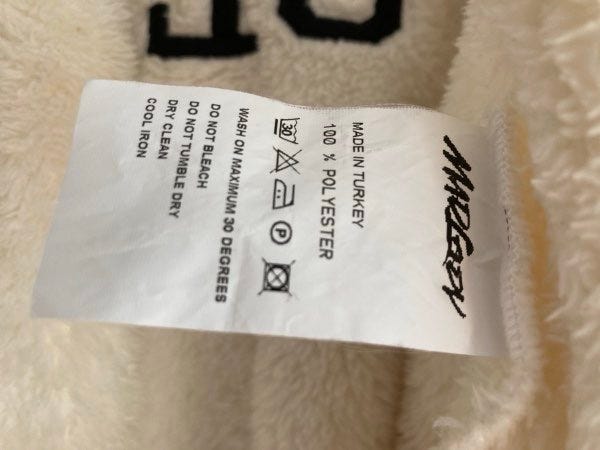 MADE IN TURKEY
100 % POLYESTER
30 P
WASH ON MAXIMUM 30 DEGREES
DO NOT BLEACH
DO NOT TUMBLE DRY
DRY CLEAN
COOL IRON